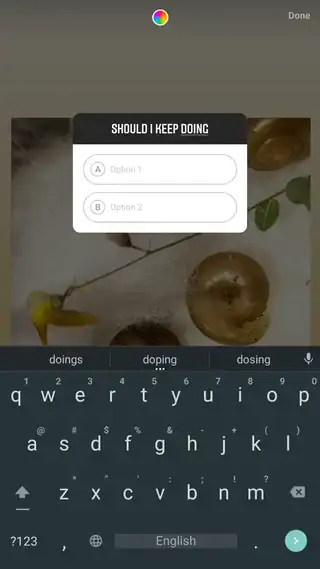 Done
SHOULD I KEEP DOING
A Option 1
B Option 2
doings doping dosing
1 2 3 4 5 6 7 8 9 0
q w e r t y u i o p
@ # $ % & - + ( )
a s d f g h j k l
* " ' : ; ! ?
z x c v b n m
?123 , English .